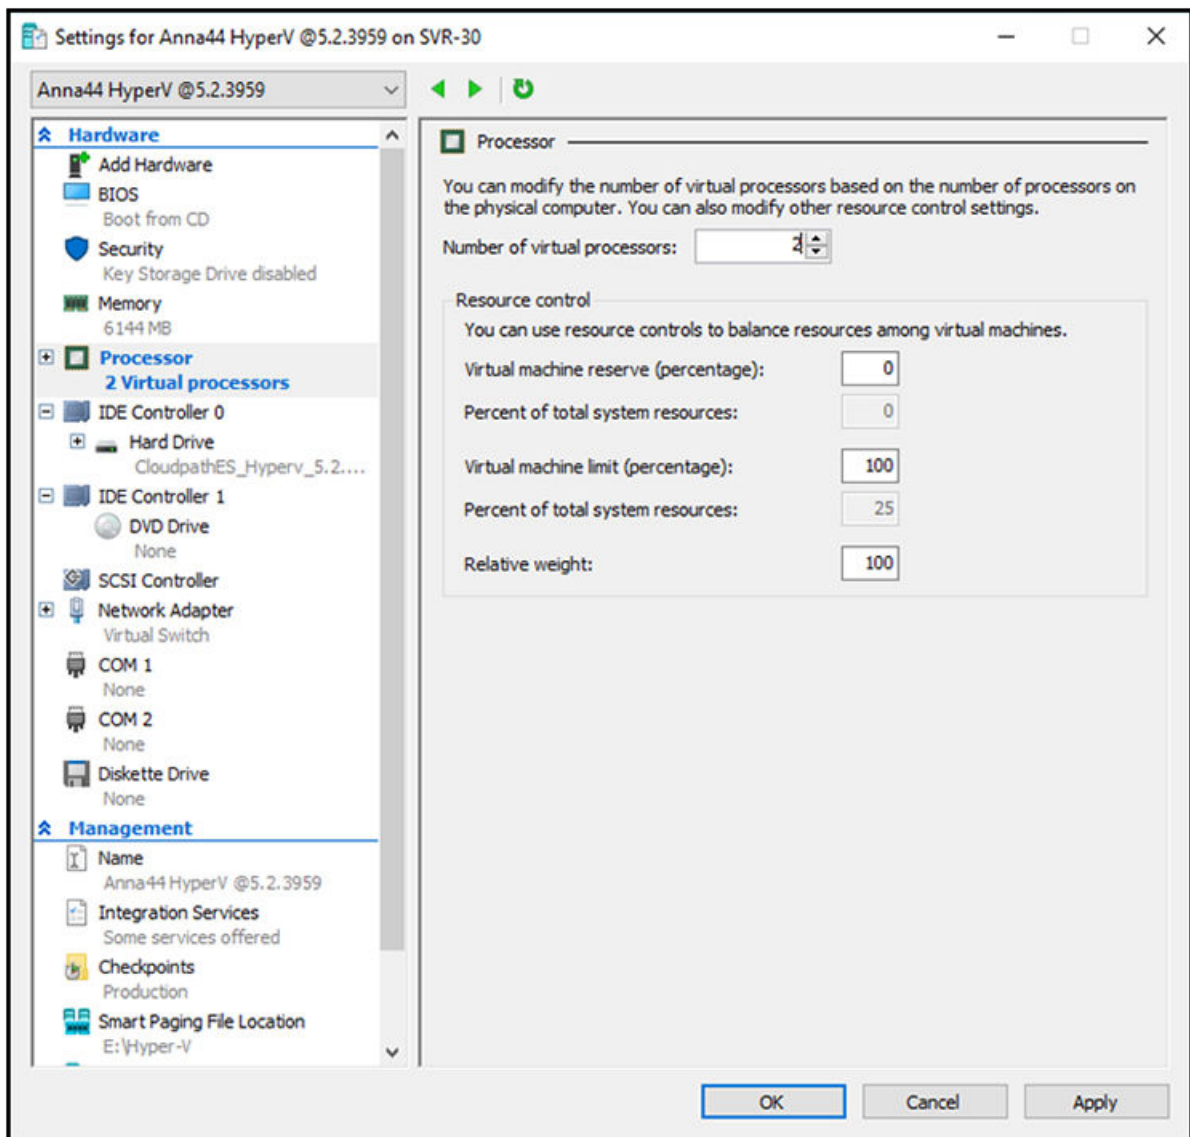 Settings for Anna44 HyperV @5.2.3959 on SVR-30
Anna44 HyperV @5.2.3959
Hardware
Add Hardware
BIOS
Boot from CD
Security
Key Storage Drive disabled
Memory
6144 MB
Processor
2 Virtual processors
IDE Controller 0
Hard Drive
CloudpathES_Hyperv_5.2....
IDE Controller 1
DVD Drive
None
SCSI Controller
Network Adapter
Virtual Switch
COM 1
None
COM 2
None
Diskette Drive
None
Management
Name
Anna44 HyperV @5.2.3959
Integration Services
Some services offered
Checkpoints
Production
Smart Paging File Location
E:\Hyper-V
Processor
You can modify the number of virtual processors based on the number of processors on
the physical computer. You can also modify other resource control settings.
Number of virtual processors: 2
Resource control
You can use resource controls to balance resources among virtual machines.
Virtual machine reserve (percentage): 0
Percent of total system resources: 0
Virtual machine limit (percentage): 100
Percent of total system resources: 25
Relative weight: 100
OK Cancel Apply